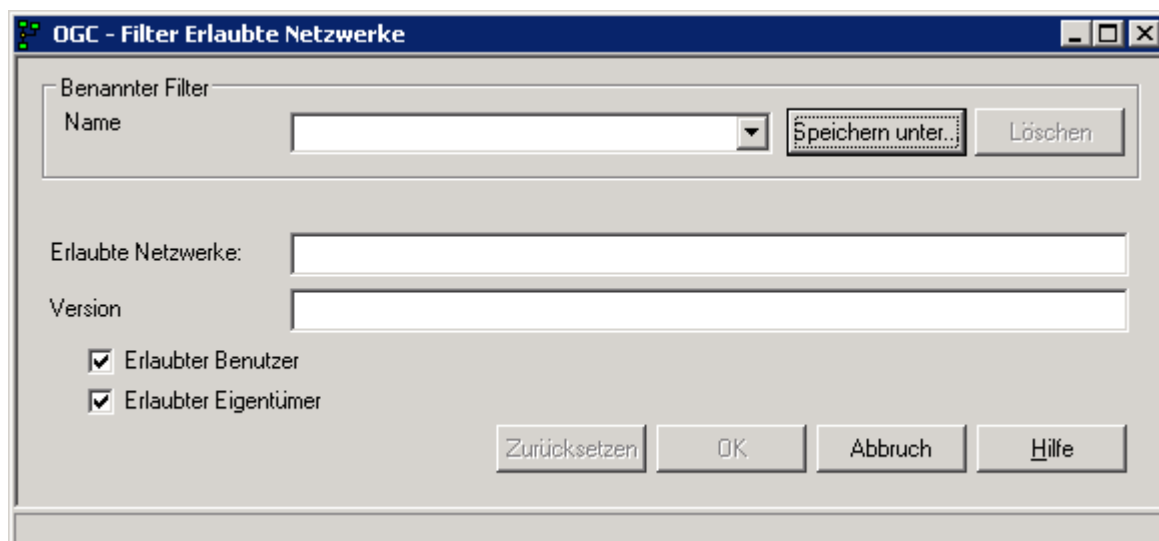 OGC - Filter Erlaubte Netzwerke
Benannter Filter
Name
Speichern unter..
Löschen
Erlaubte Netzwerke:
Version
Erlaubter Benutzer
Erlaubter Eigentümer
Zurücksetzen
OK
Abbruch
Hilfe